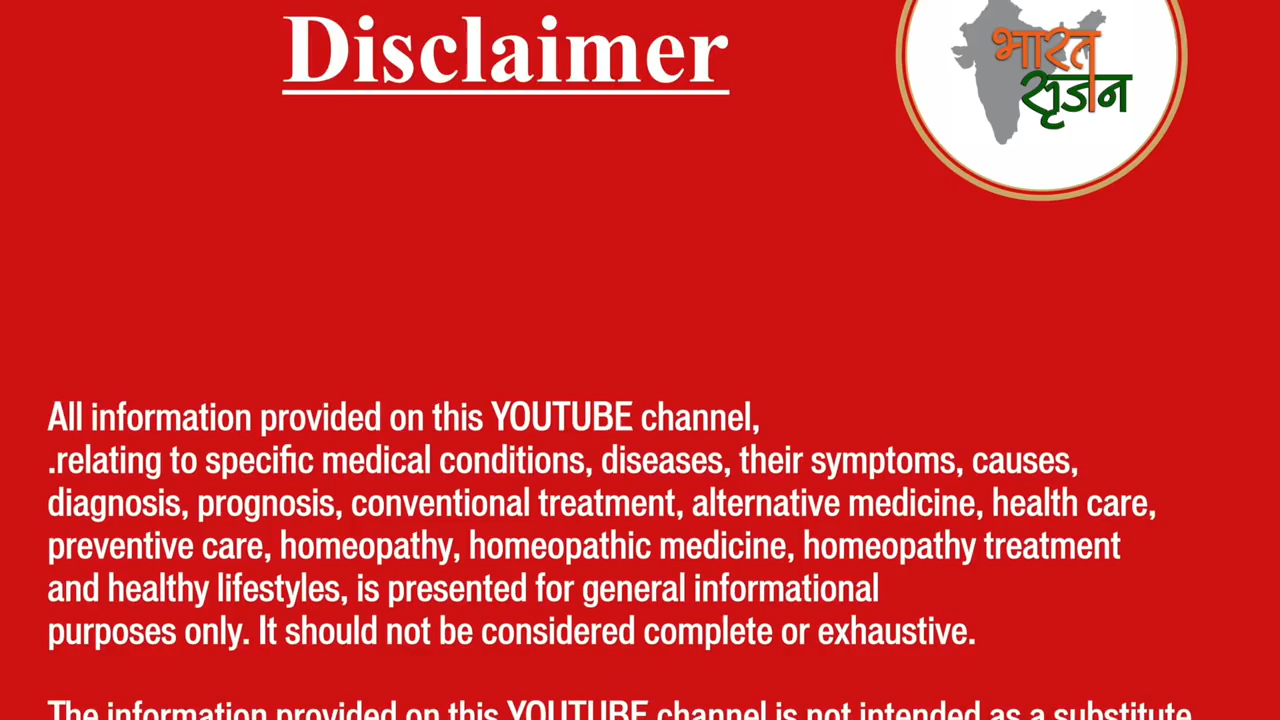 Disclaimer
भारत
सृजन
All information provided on this YOUTUBE channel,
.relating to specific medical conditions, diseases, their symptoms, causes,
diagnosis, prognosis, conventional treatment, alternative medicine, health care,
preventive care, homeopathy, homeopathic medicine, homeopathy treatment
and healthy lifestyles, is presented for general informational
purposes only. It should not be considered complete or exhaustive.
The information provided on this YOUTUBE channel is not intended as a substitute